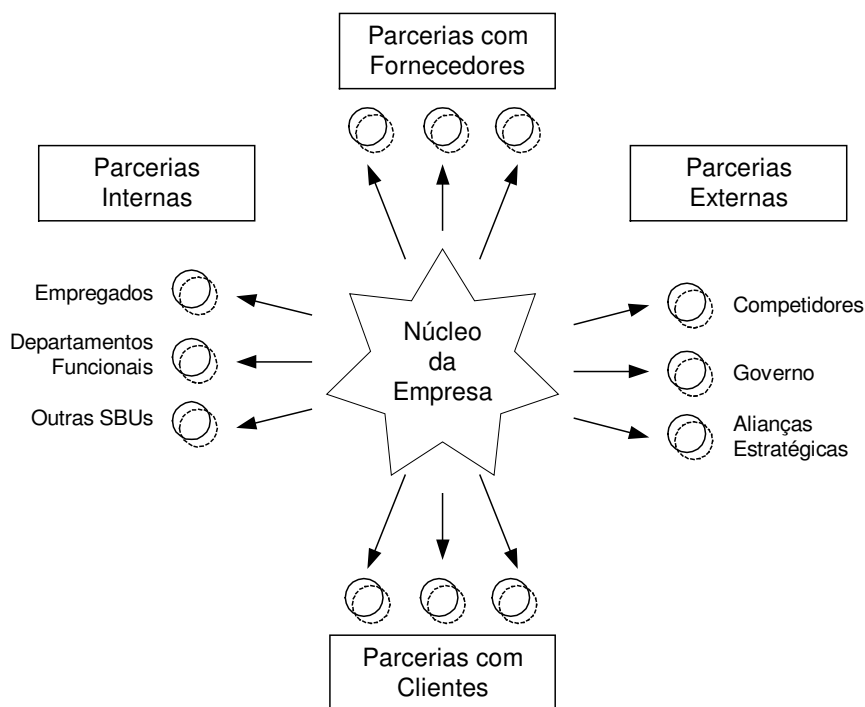 Parcerias com
Fornecedores
Parcerias
Internas
Parcerias
Externas
Empregados
Departamentos
Funcionais
Outras SBUs
Núcleo
da
Empresa
Competidores
Governo
Alianças
Estratégicas
Parcerias com
Clientes